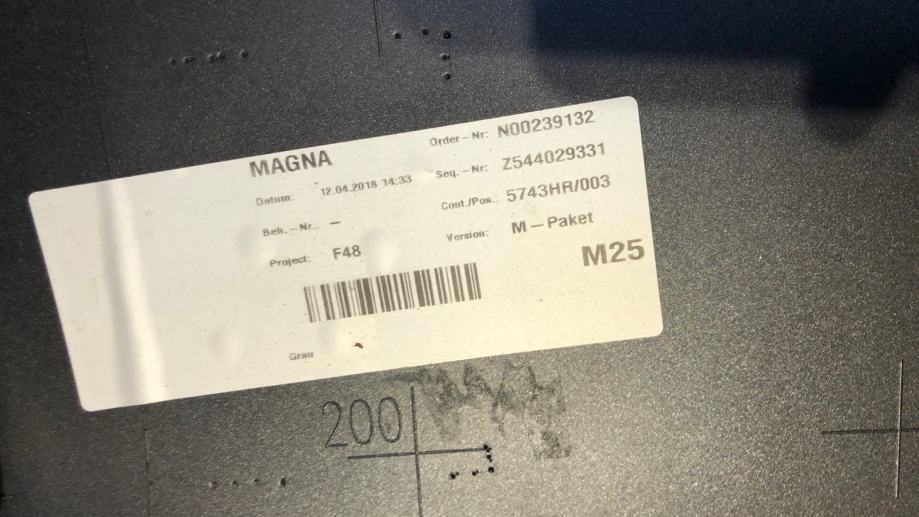 MAGNA
Order-Nr: N00239132
Datum: 12.04.2018 14:33
Seq.-Nr: Z544029331
Beh.-Nr.: —
Cont./Pos.: 5743HR/003
Project: F48
Version: M-Paket
M25
Grau
200